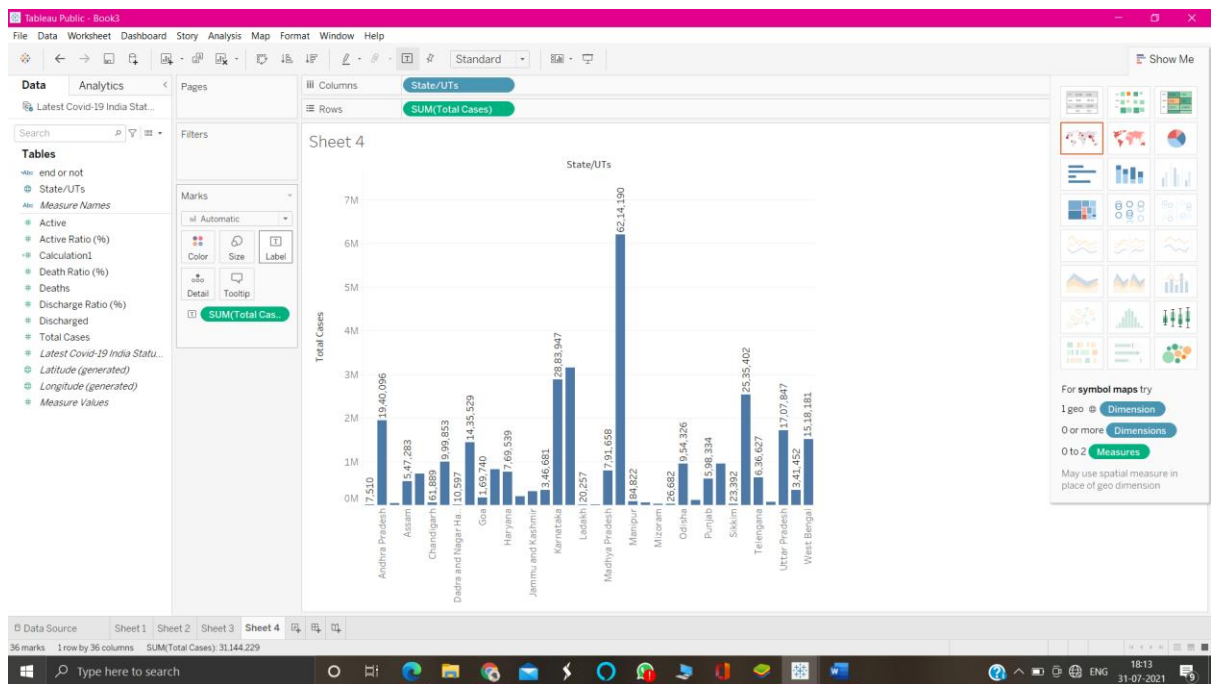 Tableau Public - Book3
File Data Worksheet Dashboard Story Analysis Map Format Window Help
Standard
Show Me
Data Analytics
Latest Covid-19 India Stat...
Search
Tables
Abc end or not
State/UTs
Abc Measure Names
Active
Active Ratio (%)
Calculation1
Death Ratio (%)
Deaths
Discharge Ratio (%)
Discharged
Total Cases
Latest Covid-19 India Statu...
Latitude (generated)
Longitude (generated)
Measure Values
Pages
Filters
Marks
Automatic
Color Size Label
Detail Tooltip
SUM(Total Cas..
Columns State/UTs
Rows SUM(Total Cases)
Sheet 4
State/UTs
Total Cases
7M
6M
5M
4M
3M
2M
1M
0M
7,510
19,40,096
5,47,283
61,889
9,99,853
10,597
14,35,529
1,69,740
7,69,539
3,46,681
28,83,947
20,257
7,91,658
62,14,190
84,822
26,682
9,54,326
5,98,334
23,392
25,35,402
6,36,627
17,07,847
3,41,452
15,18,181
Andhra Pradesh
Assam
Chandigarh
Dadra and Nagar Ha..
Goa
Haryana
Jammu and Kashmir
Karnataka
Ladakh
Madhya Pradesh
Manipur
Mizoram
Odisha
Punjab
Sikkim
Telengana
Uttar Pradesh
West Bengal
For symbol maps try
1 geo Dimension
0 or more Dimensions
0 to 2 Measures
May use spatial measure in
place of geo dimension
Data Source Sheet 1 Sheet 2 Sheet 3 Sheet 4
36 marks 1 row by 36 columns SUM(Total Cases): 31,144,229
Type here to search
ENG
18:13
31-07-2021